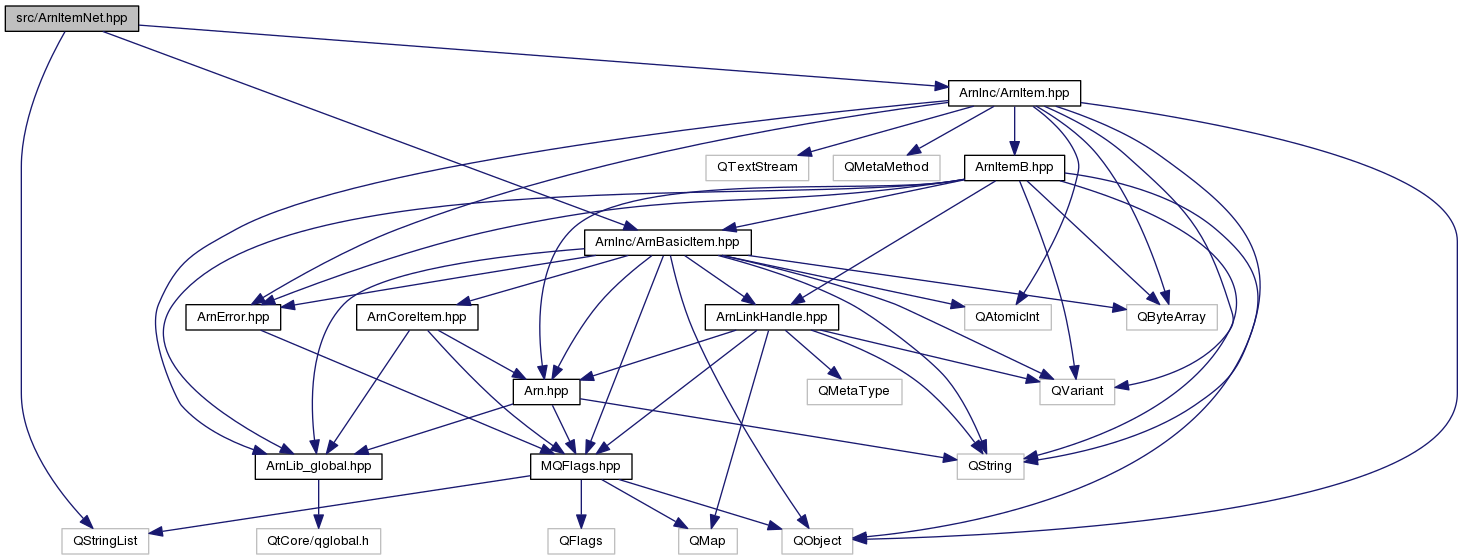 src/ArnItemNet.hpp
ArnInc/ArnItem.hpp
QTextStream
QMetaMethod
ArnItemB.hpp
ArnInc/ArnBasicItem.hpp
ArnError.hpp
ArnCoreItem.hpp
ArnLinkHandle.hpp
QAtomicInt
QByteArray
Arn.hpp
QMetaType
QVariant
ArnLib_global.hpp
MQFlags.hpp
QString
QStringList
QtCore/qglobal.h
QFlags
QMap
QObject